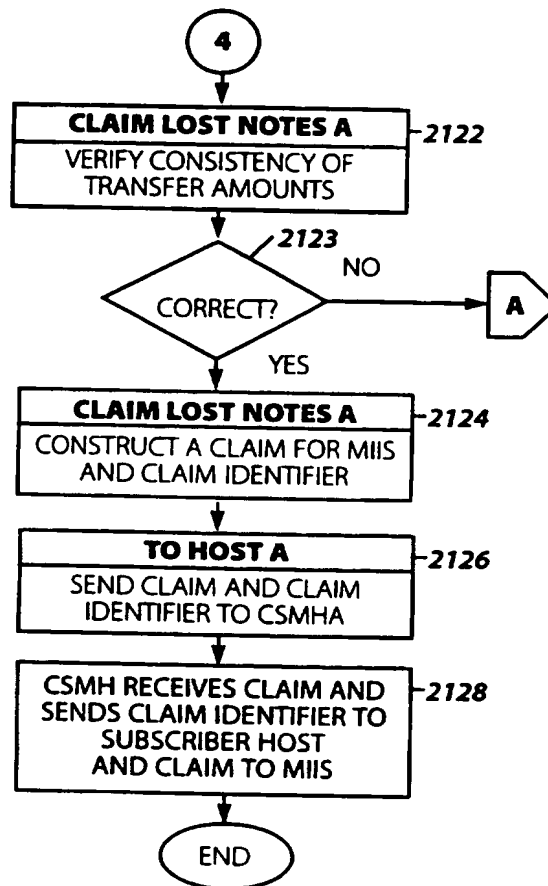 4
CLAIM LOST NOTES A
2122
VERIFY CONSISTENCY OF
TRANSFER AMOUNTS
2123
NO
CORRECT?
A
YES
CLAIM LOST NOTES A
2124
CONSTRUCT A CLAIM FOR MIIS
AND CLAIM IDENTIFIER
TO HOST A
2126
SEND CLAIM AND CLAIM
IDENTIFIER TO CSMHA
CSMH RECEIVES CLAIM AND
2128
SENDS CLAIM IDENTIFIER TO
SUBSCRIBER HOST
AND CLAIM TO MIIS
END